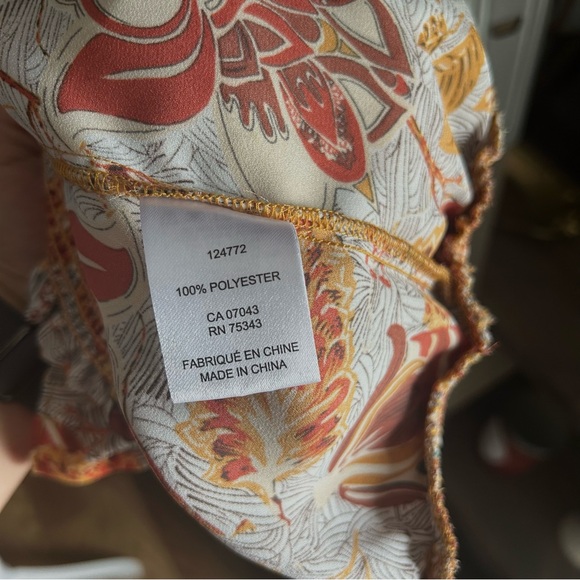 124772
100% POLYESTER
CA 07043
RN 75343
FABRIQUÉ EN CHINE
MADE IN CHINA